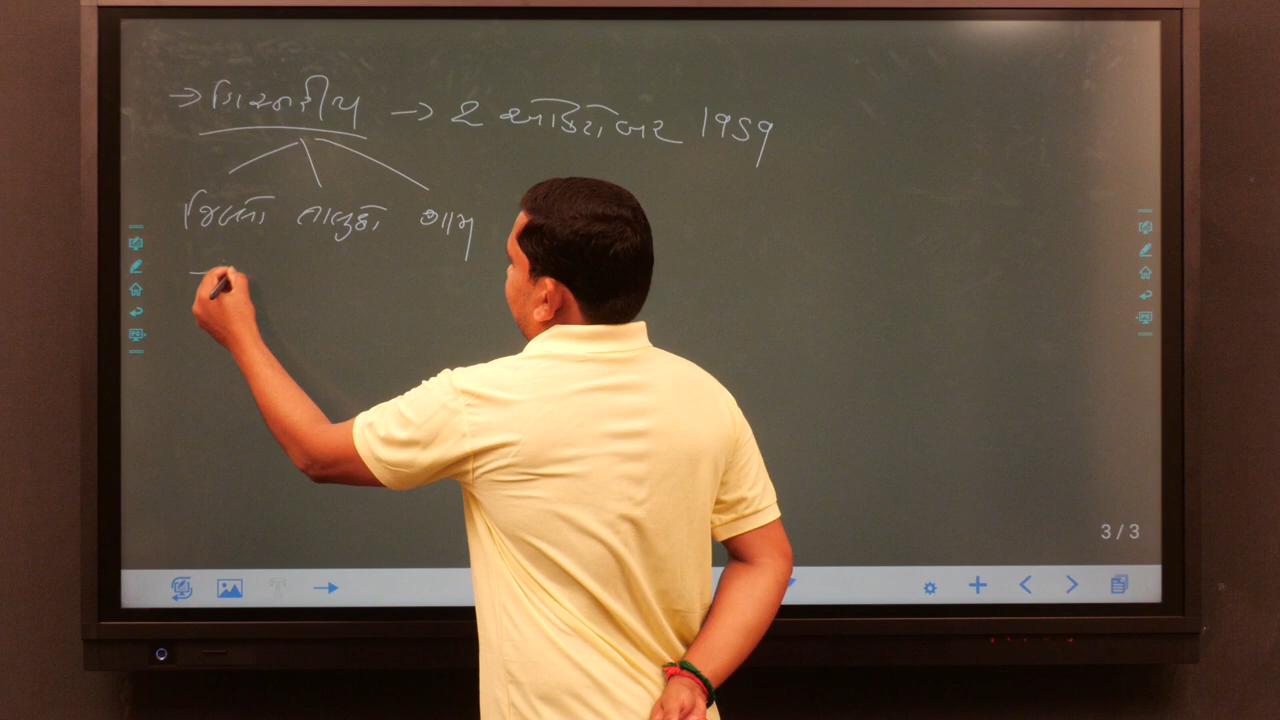 → ત્રિસ્તરીય → 2 ઓક્ટોબર 1959
જિલ્લો તાલુકો ગ્રામ
3/3